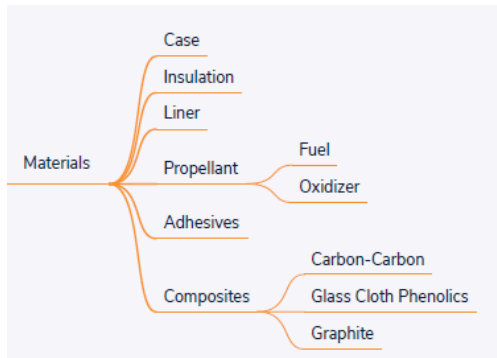 Materials
Case
Insulation
Liner
Propellant
Fuel
Oxidizer
Adhesives
Composites
Carbon-Carbon
Glass Cloth Phenolics
Graphite